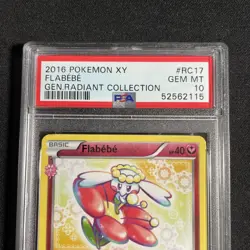 2016 POKEMON XY #RC17
FLABÉBÉ GEM MT
GEN.RADIANT COLLECTION 10
PSA 52562115
BASIC
Flabébé HP40